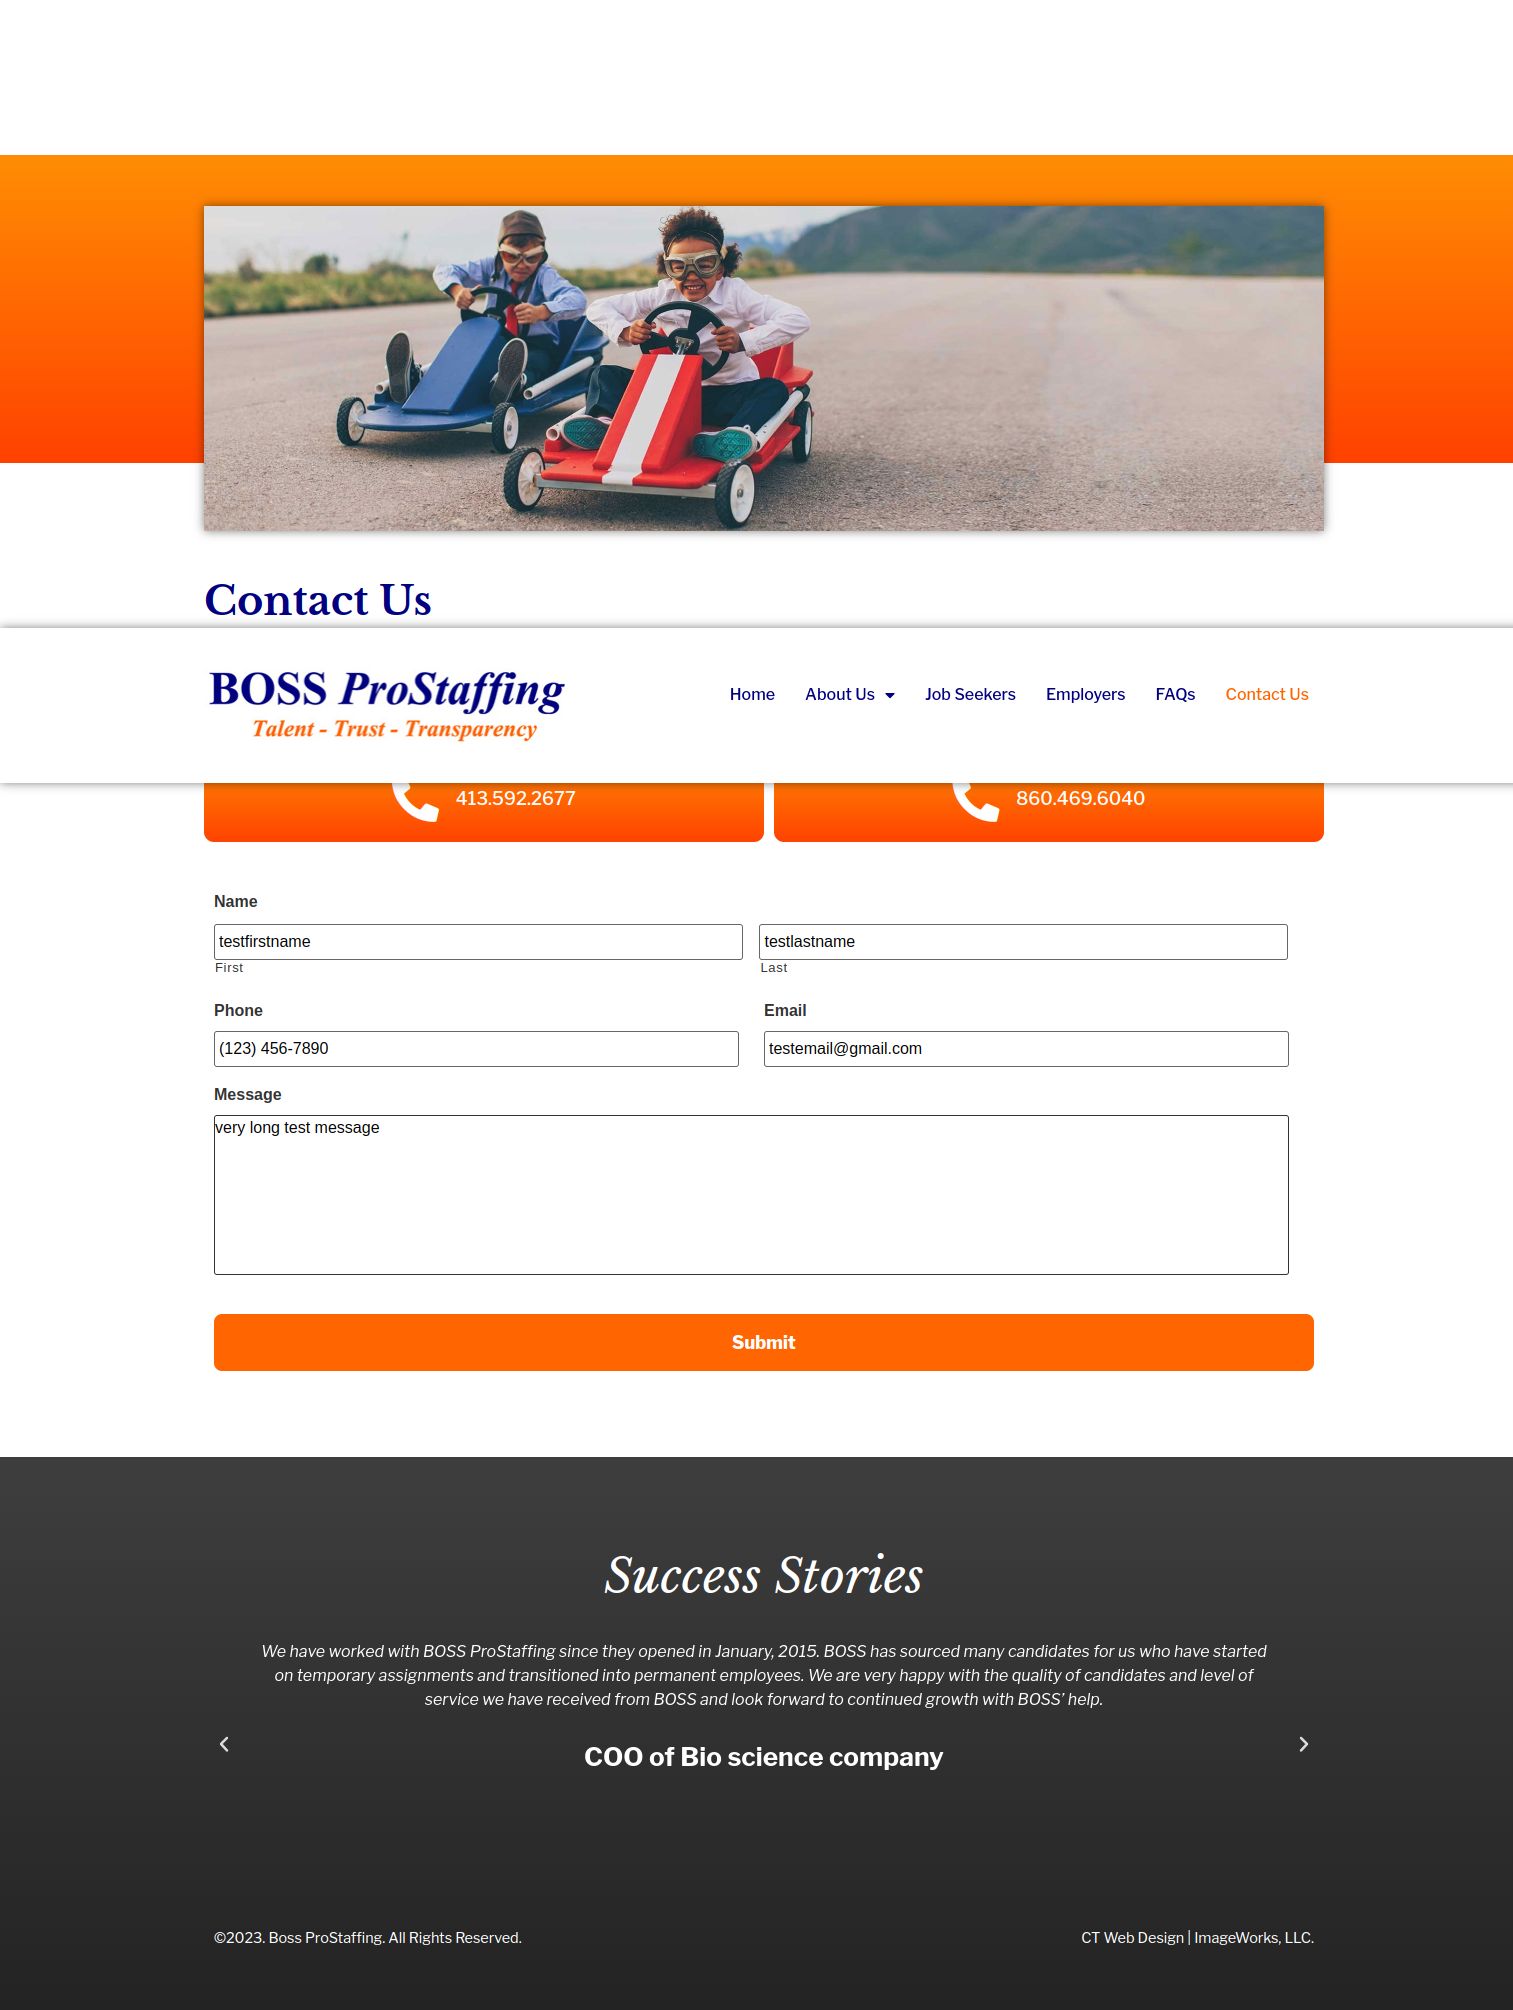 Contact Us
BOSS ProStaffing
Talent - Trust - Transparency
Home
About Us
Job Seekers
Employers
FAQs
Contact Us
413.592.2677
860.469.6040
Name
testfirstname
testlastname
First
Last
Phone
Email
(123) 456-7890
testemail@gmail.com
Message
very long test message
Submit
Success Stories
We have worked with BOSS ProStaffing since they opened in January, 2015. BOSS has sourced many candidates for us who have started
on temporary assignments and transitioned into permanent employees. We are very happy with the quality of candidates and level of
service we have received from BOSS and look forward to continued growth with BOSS’ help.
COO of Bio science company
©2023. Boss ProStaffing. All Rights Reserved.
CT Web Design | ImageWorks, LLC.